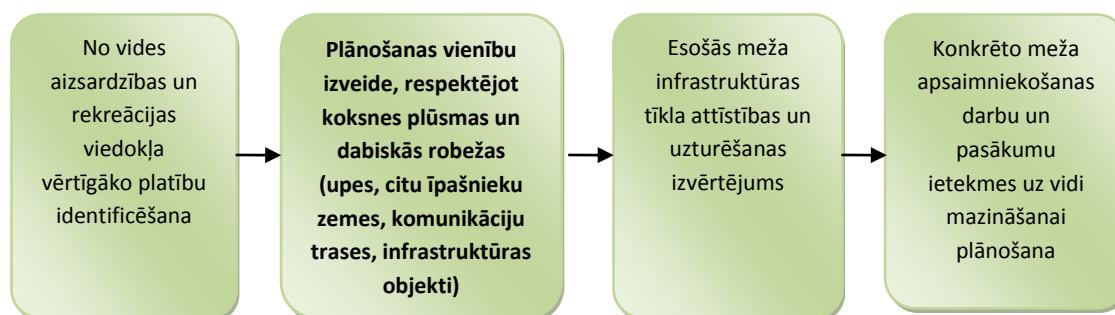 No vides
aizsardzības un
rekreācijas
viedokļa
vērtīgāko platību
identificēšana
Plānošanas vienību
izveide, respektējot
koksnes plūsmas un
dabiskās robežas
(upes, citu īpašnieku
zemes, komunikāciju
trases, infrastruktūras
objekti)
Esošās meža
infrastruktūras
tīkla attīstības un
uzturēšanas
izvērtējums
Konkrēto meža
apsaimniekošanas
darbu un
pasākumu
ietekmes uz vidi
mazināšanai
plānošana